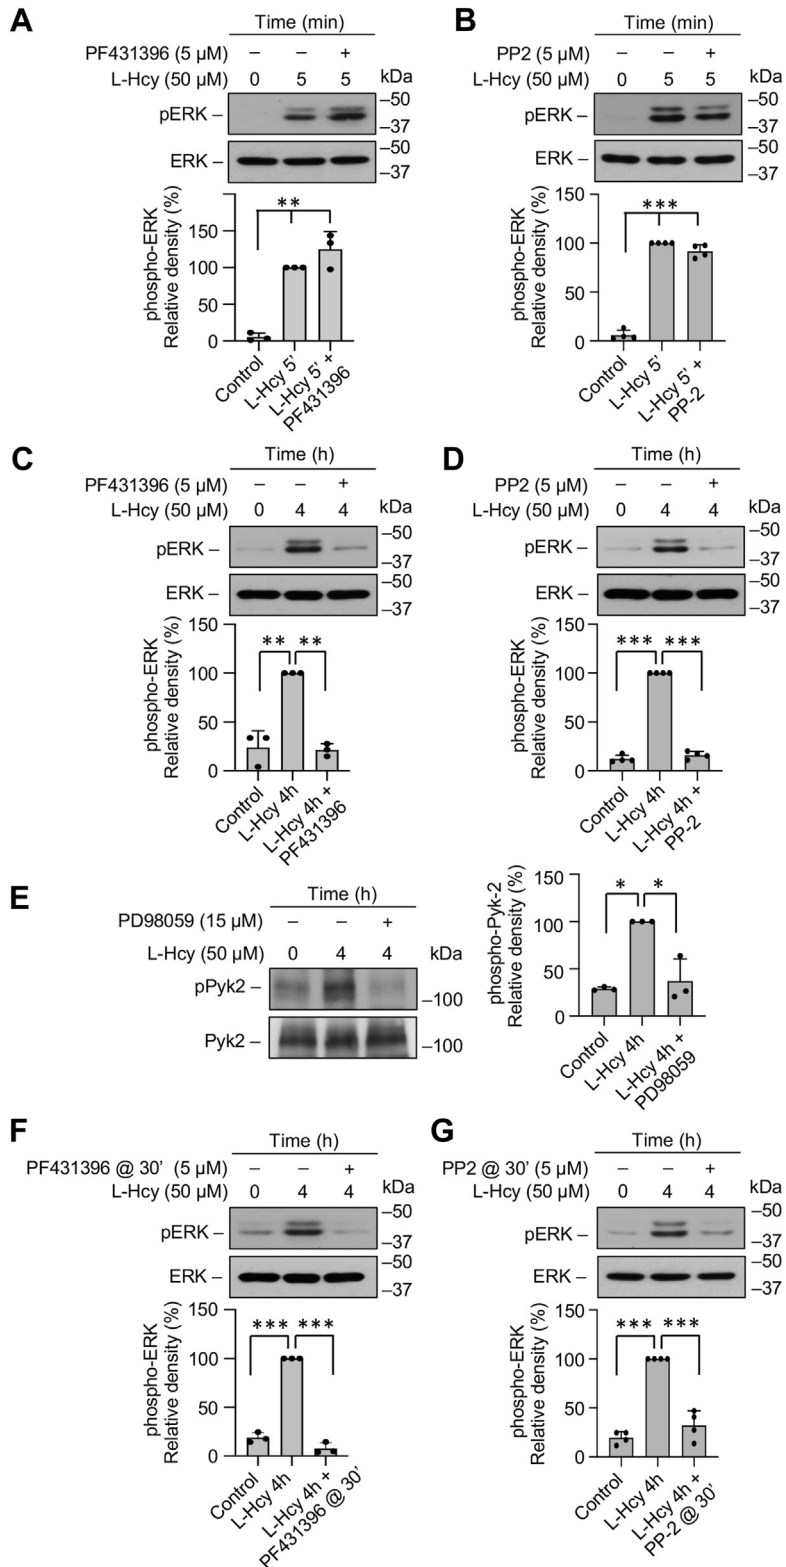 A
Time (min)
PF431396 (5 µM) – – +
L-Hcy (50 µM) 0 5 5 kDa
pERK –
–50
–37
ERK –
–50
–37
phospho-ERK
Relative density (%)
150
100
50
0
**
Control
L-Hcy 5’
L-Hcy 5’ +
PF431396
B
Time (min)
PP2 (5 µM) – – +
L-Hcy (50 µM) 0 5 5 kDa
pERK –
–50
–37
ERK –
–50
–37
phospho-ERK
Relative density (%)
150
100
50
0
***
Control
L-Hcy 5’
L-Hcy 5’ +
PP-2
C
Time (h)
PF431396 (5 µM) – – +
L-Hcy (50 µM) 0 4 4 kDa
pERK –
–50
–37
ERK –
–50
–37
phospho-ERK
Relative density (%)
150
100
50
0
** **
Control
L-Hcy 4h
L-Hcy 4h +
PF431396
D
Time (h)
PP2 (5 µM) – – +
L-Hcy (50 µM) 0 4 4 kDa
pERK –
–50
–37
ERK –
–50
–37
phospho-ERK
Relative density (%)
150
100
50
0
*** ***
Control
L-Hcy 4h
L-Hcy 4h +
PP-2
E
Time (h)
PD98059 (15 µM) – – +
L-Hcy (50 µM) 0 4 4 kDa
pPyk2 –
–100
Pyk2 –
–100
phospho-Pyk-2
Relative density (%)
150
100
50
0
* *
Control
L-Hcy 4h
L-Hcy 4h +
PD98059
F
Time (h)
PF431396 @ 30’ (5 µM) – – +
L-Hcy (50 µM) 0 4 4 kDa
pERK –
–50
–37
ERK –
–50
–37
phospho-ERK
Relative density (%)
150
100
50
0
*** ***
Control
L-Hcy 4h
L-Hcy 4h +
PF431396 @ 30’
G
Time (h)
PP2 @ 30’ (5 µM) – – +
L-Hcy (50 µM) 0 4 4 kDa
pERK –
–50
–37
ERK –
–50
–37
phospho-ERK
Relative density (%)
150
100
50
0
*** ***
Control
L-Hcy 4h
L-Hcy 4h +
PP-2 @ 30’